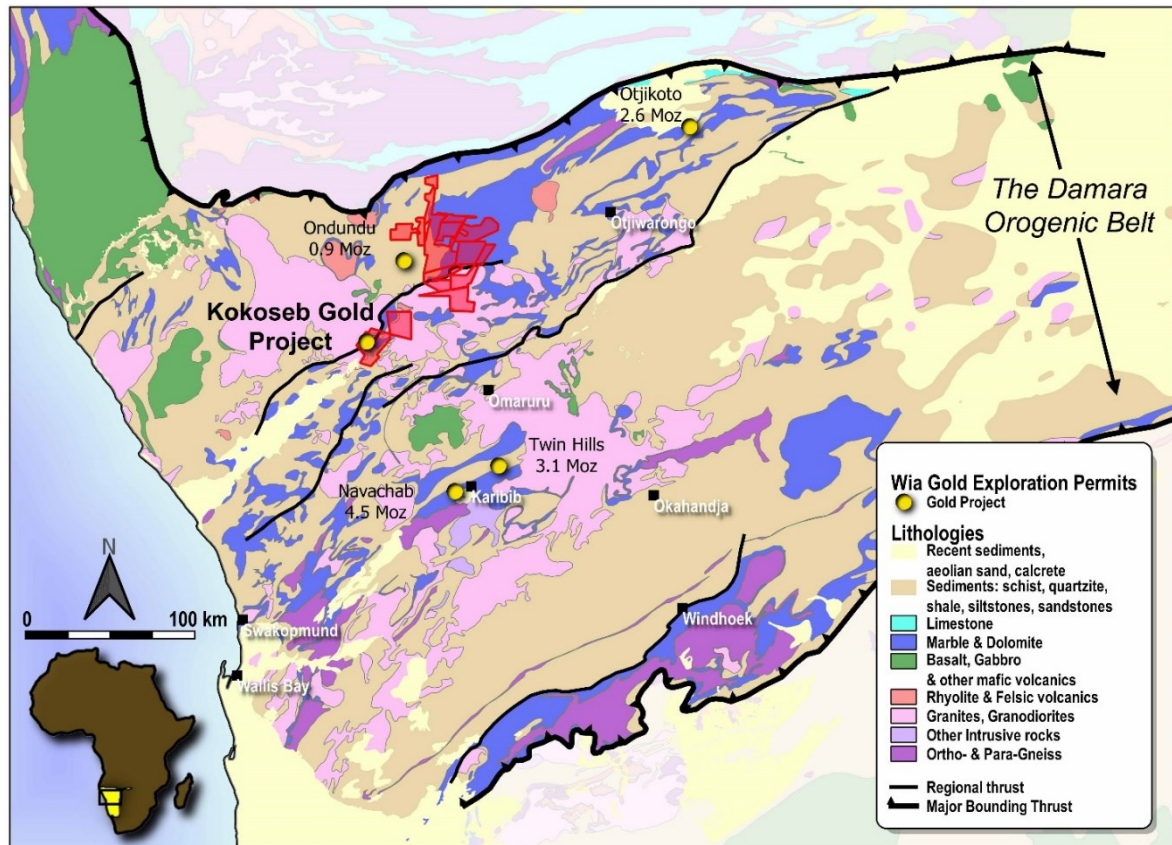 Otjikoto
2.6 Moz
The Damara
Orogenic Belt
Otjiwarongo
Ondundu
0.9 Moz
Kokoseb Gold
Project
Omaruru
Twin Hills
3.1 Moz
Navachab
4.5 Moz
Karibib
Okahandja
Windhoek
Swakopmund
Wallis Bay
N
0
100 km
Wia Gold Exploration Permits
Gold Project
Lithologies
Recent sediments,
aeolian sand, calcrete
Sediments: schist, quartzite,
shale, siltstones, sandstones
Limestone
Marble & Dolomite
Basalt, Gabbro
& other mafic volcanics
Rhyolite & Felsic volcanics
Granites, Granodiorites
Other Intrusive rocks
Ortho- & Para-Gneiss
Regional thrust
Major Bounding Thrust